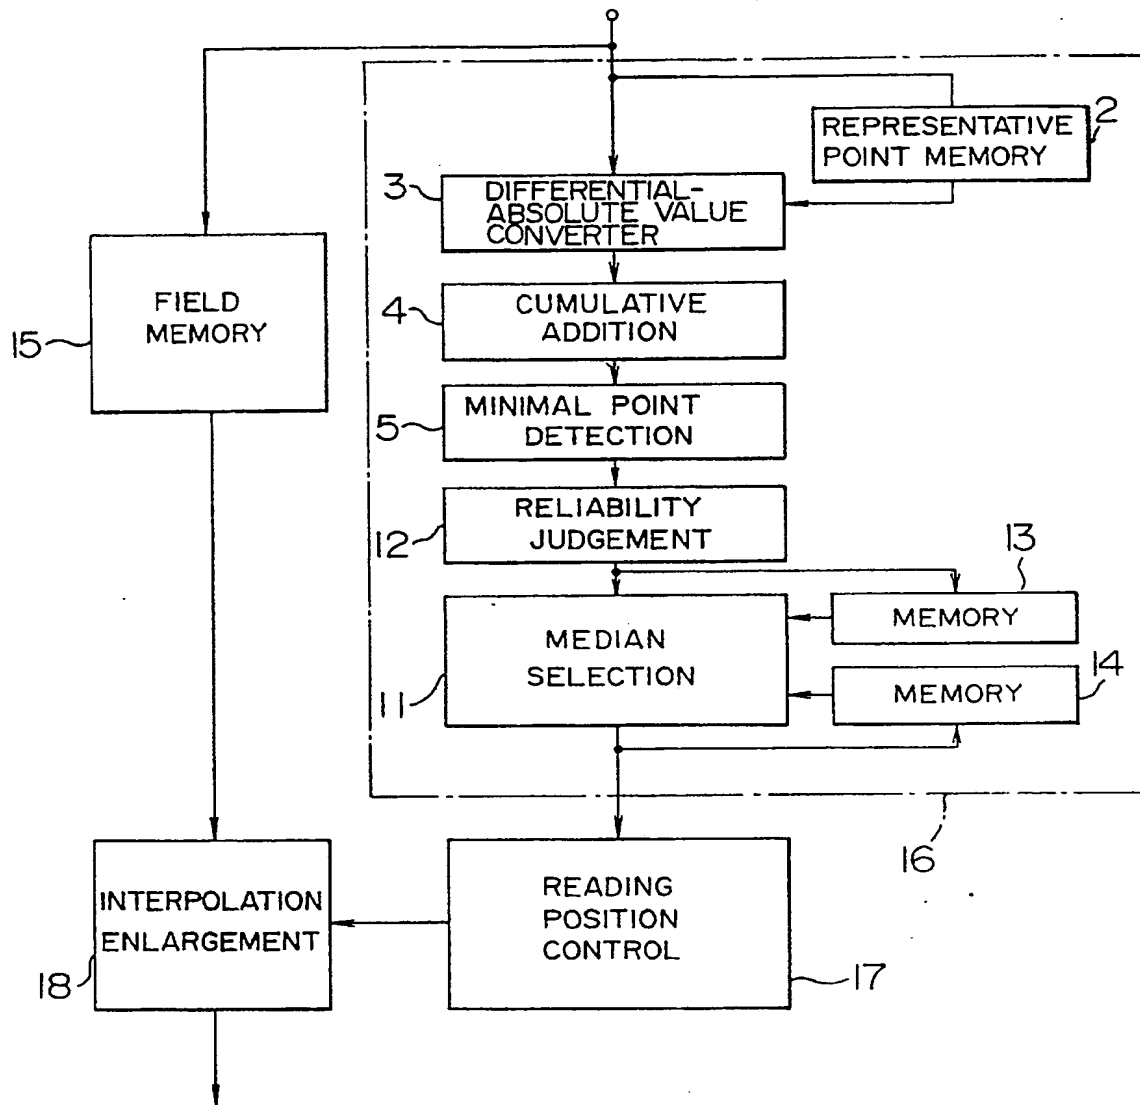 REPRESENTATIVE
POINT MEMORY
2
3
DIFFERENTIAL-
ABSOLUTE VALUE
CONVERTER
FIELD
MEMORY
15
4
CUMULATIVE
ADDITION
5
MINIMAL POINT
DETECTION
12
RELIABILITY
JUDGEMENT
13
MEMORY
MEDIAN
SELECTION
11
MEMORY
14
16
INTERPOLATION
ENLARGEMENT
18
READING
POSITION
CONTROL
17